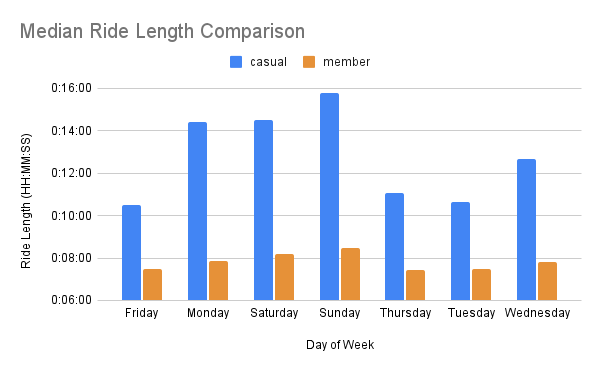 Median Ride Length Comparison
casual member
0:16:00
0:14:00
0:12:00
0:10:00
0:08:00
0:06:00
Ride Length (HH:MM:SS)
Friday Monday Saturday Sunday Thursday Tuesday Wednesday
Day of Week